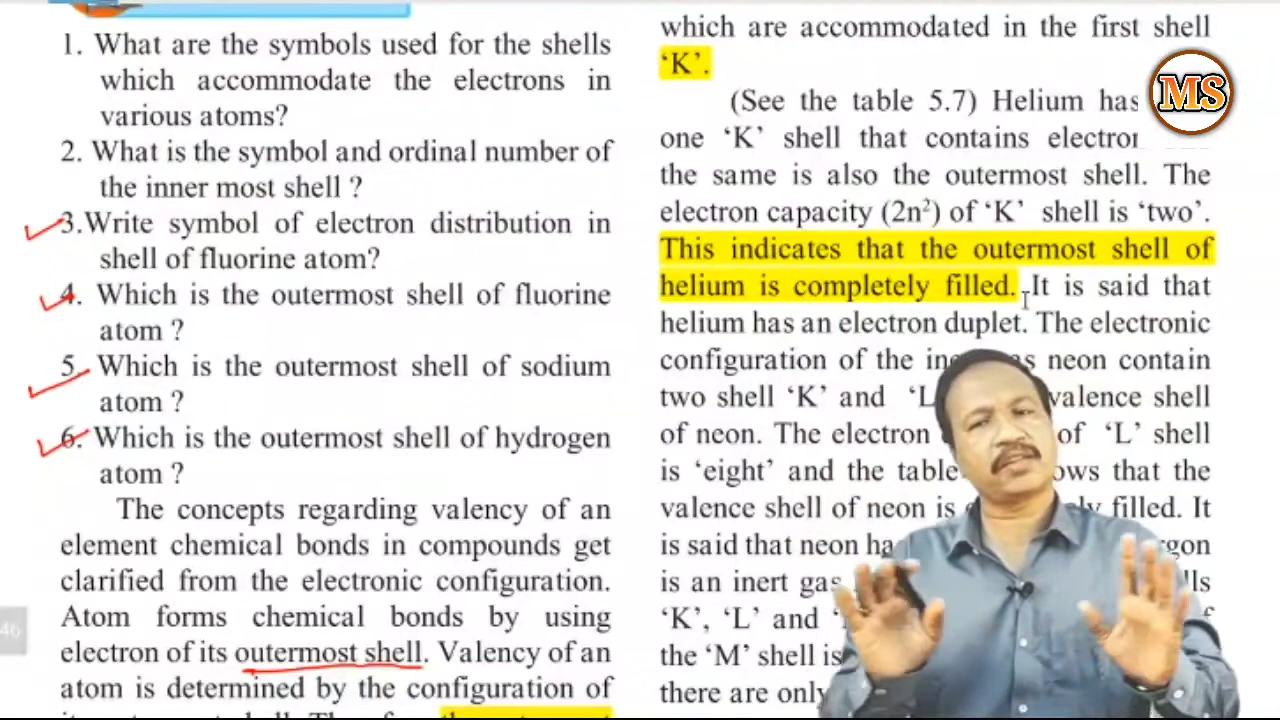 1. What are the symbols used for the shells
which accommodate the electrons in
various atoms?
2. What is the symbol and ordinal number of
the inner most shell ?
3.Write symbol of electron distribution in
shell of fluorine atom?
4. Which is the outermost shell of fluorine
atom ?
5. Which is the outermost shell of sodium
atom ?
6. Which is the outermost shell of hydrogen
atom ?
The concepts regarding valency of an
element chemical bonds in compounds get
clarified from the electronic configuration.
Atom forms chemical bonds by using
electron of its outermost shell. Valency of an
atom is determined by the configuration of
46
which are accommodated in the first shell
‘K’.
(See the table 5.7) Helium has
one ‘K’ shell that contains electron
the same is also the outermost shell. The
electron capacity (2n²) of ‘K’ shell is ‘two’.
This indicates that the outermost shell of
helium is completely filled. It is said that
helium has an electron duplet. The electronic
configuration of the neon contain
two shell ‘K’ and ‘L valence shell
of neon. The electron of ‘L’ shell
is ‘eight’ and the table that the
valence shell of neon is filled. It
is said that neon
is an inert gas
‘K’, ‘L’ and
the ‘M’ shell is
there are only
MS